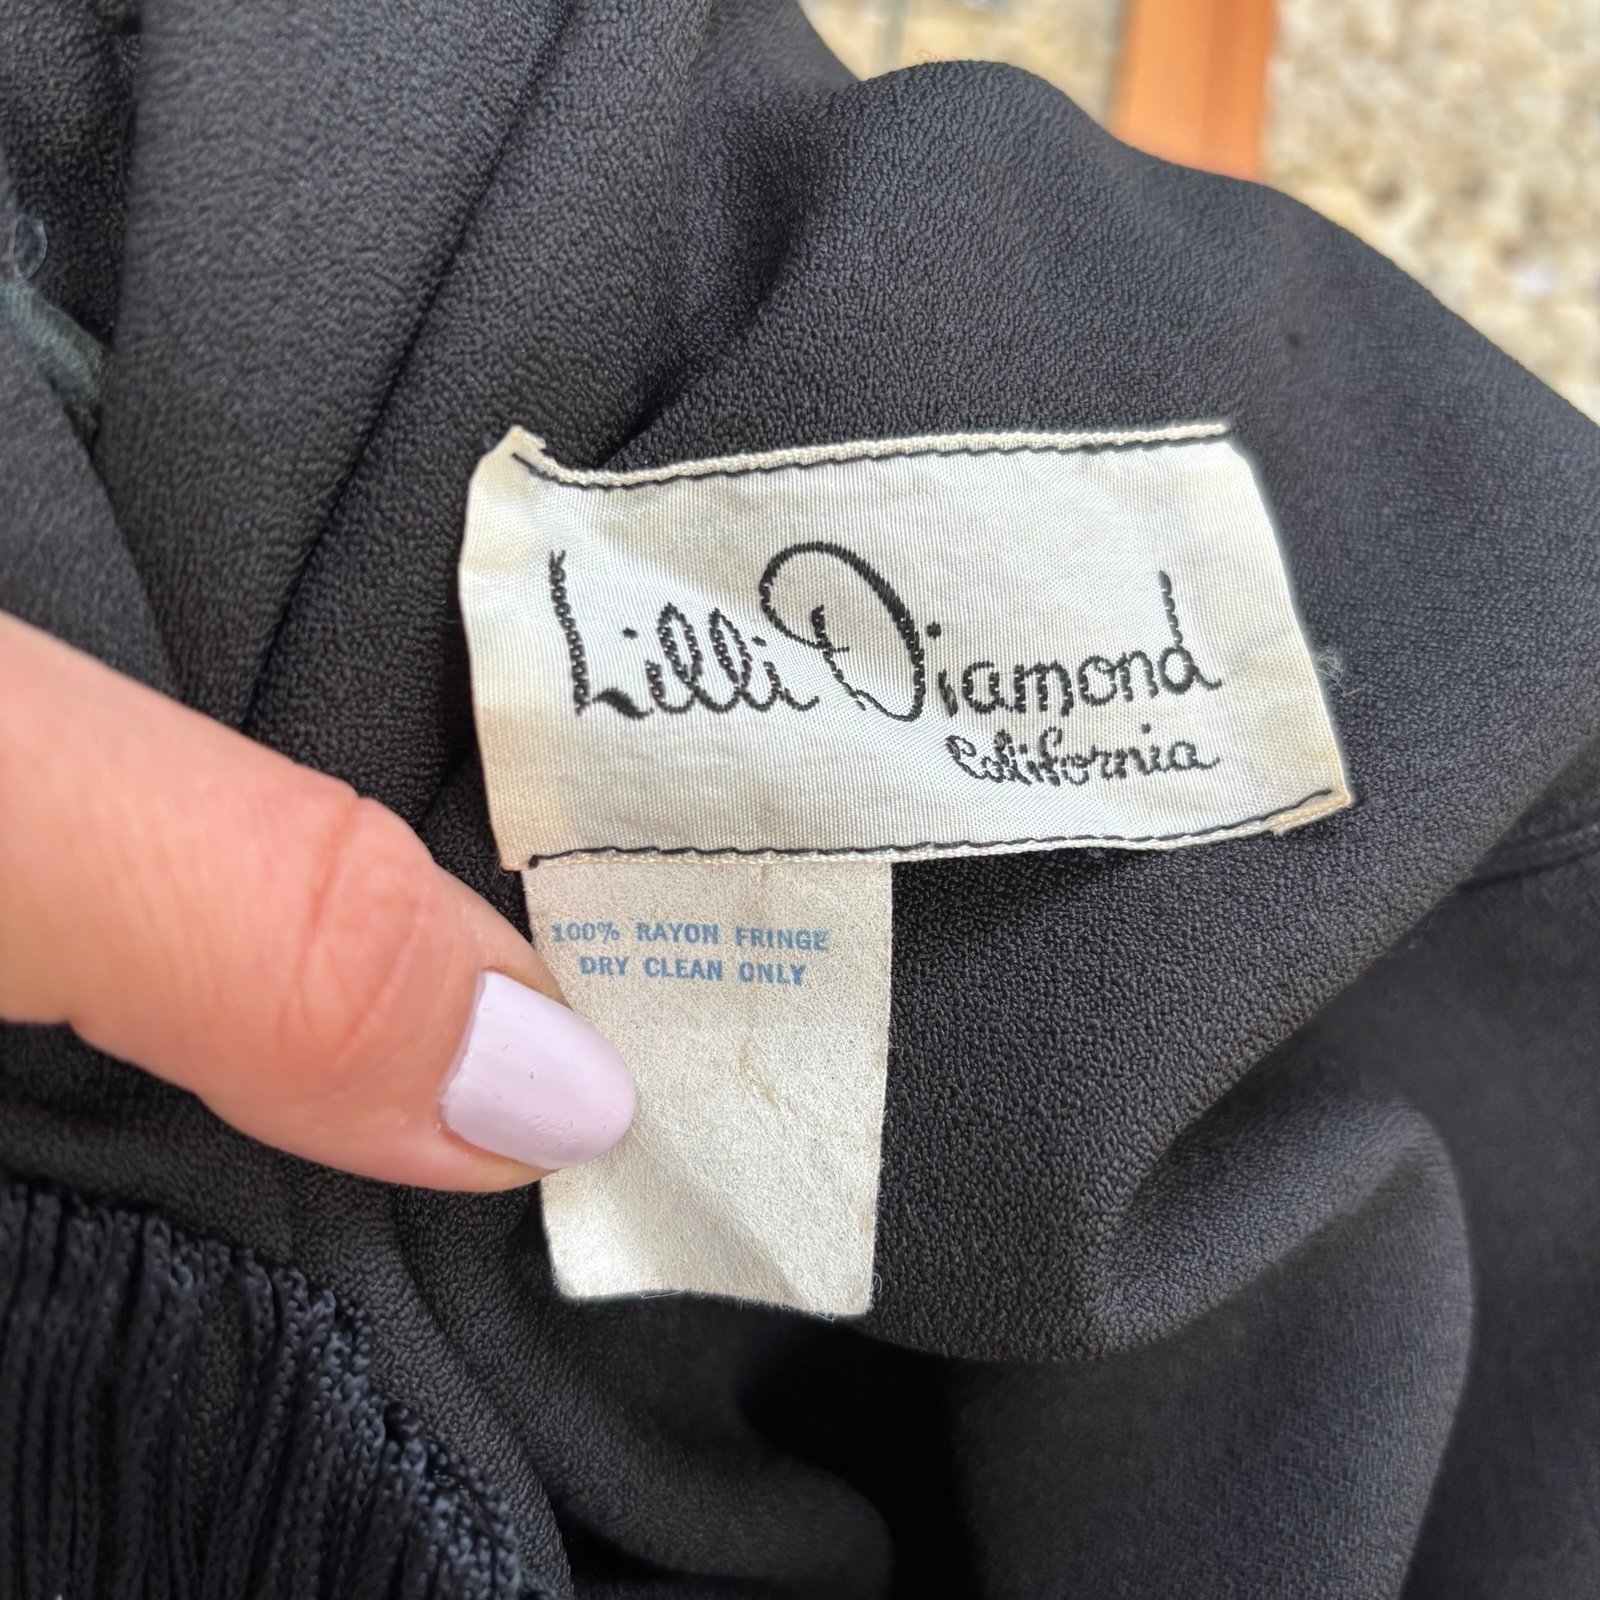 Lilli Diamond
California
100% RAYON FRINGE
DRY CLEAN ONLY